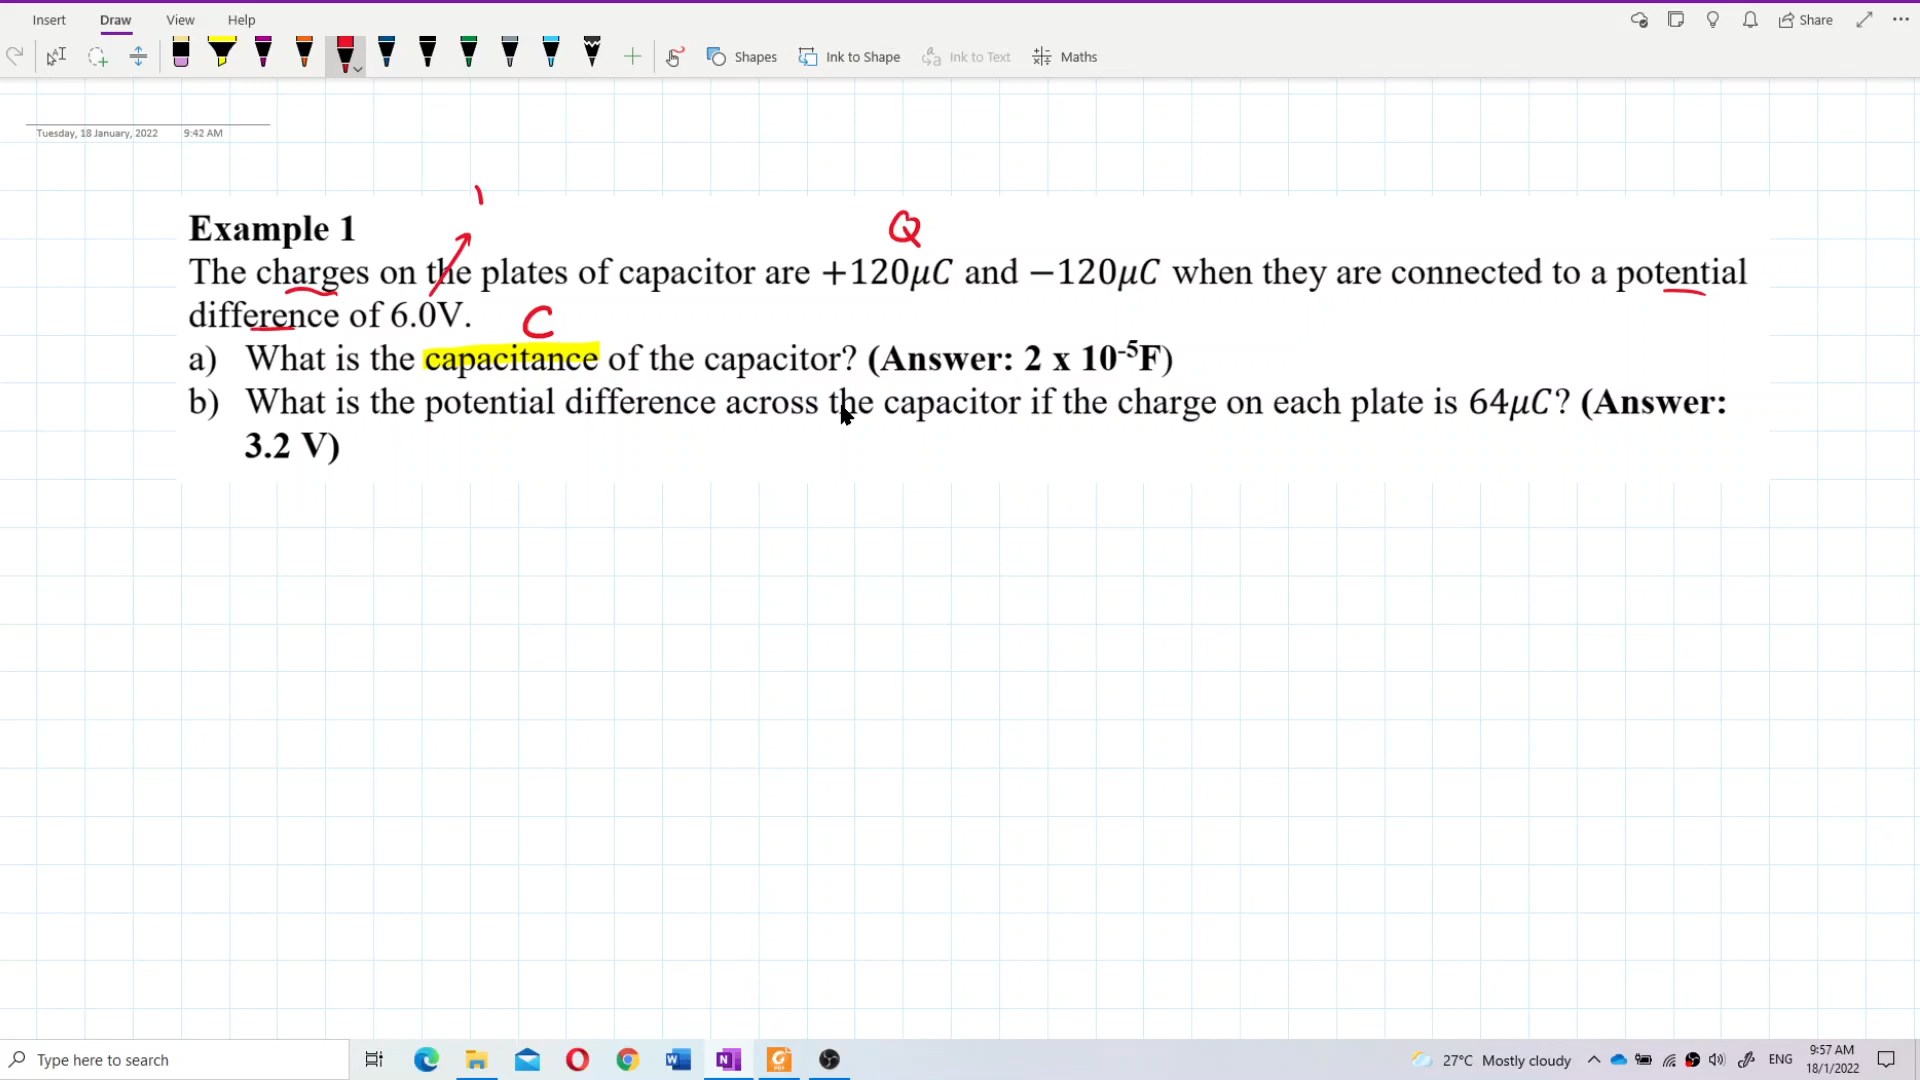 Insert Draw View Help
Share
Shapes Ink to Shape Ink to Text Maths
Tuesday, 18 January, 2022 9:42 AM
Example 1
Q
The charges on the plates of capacitor are +120μC and −120μC when they are connected to a potential
difference of 6.0V.
C
a) What is the capacitance of the capacitor? (Answer: 2 x 10⁻⁵F)
b) What is the potential difference across the capacitor if the charge on each plate is 64μC? (Answer:
3.2 V)
Type here to search
27°C Mostly cloudy
ENG
9:57 AM
18/1/2022